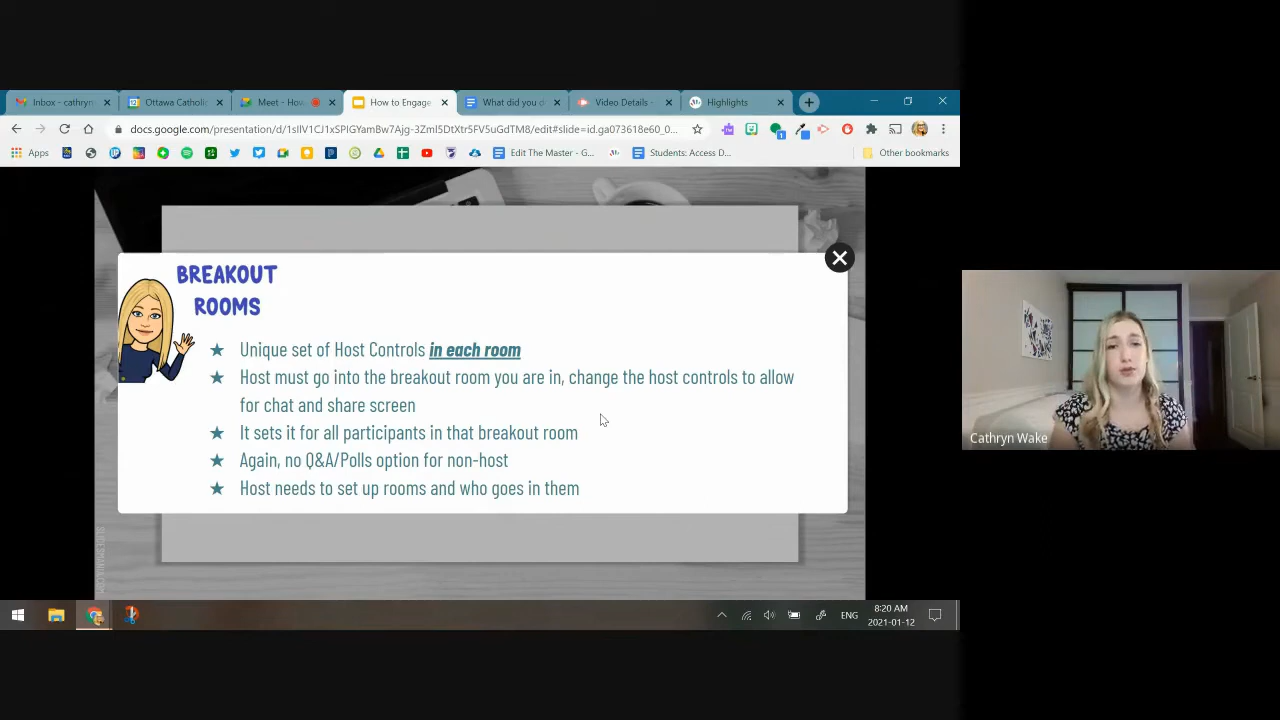 Inbox - cathryn
Ottawa Catholic
Meet - How
How to Engage
What did you d
Video Details -
Highlights
docs.google.com/presentation/d/1sIIV1CJ1xSPIGYamBw7Ajg-3ZmI5DtXtr5FV5uGdTM8/edit#slide=id.ga073618e60_0...
Apps
Edit The Master - G...
Students: Access D...
Other bookmarks
BREAKOUT
ROOMS
★ Unique set of Host Controls in each room
★ Host must go into the breakout room you are in, change the host controls to allow
for chat and share screen
★ It sets it for all participants in that breakout room
★ Again, no Q&A/Polls option for non-host
★ Host needs to set up rooms and who goes in them
SLIDESMANIA.COM
Cathryn Wake
ENG
8:20 AM
2021-01-12